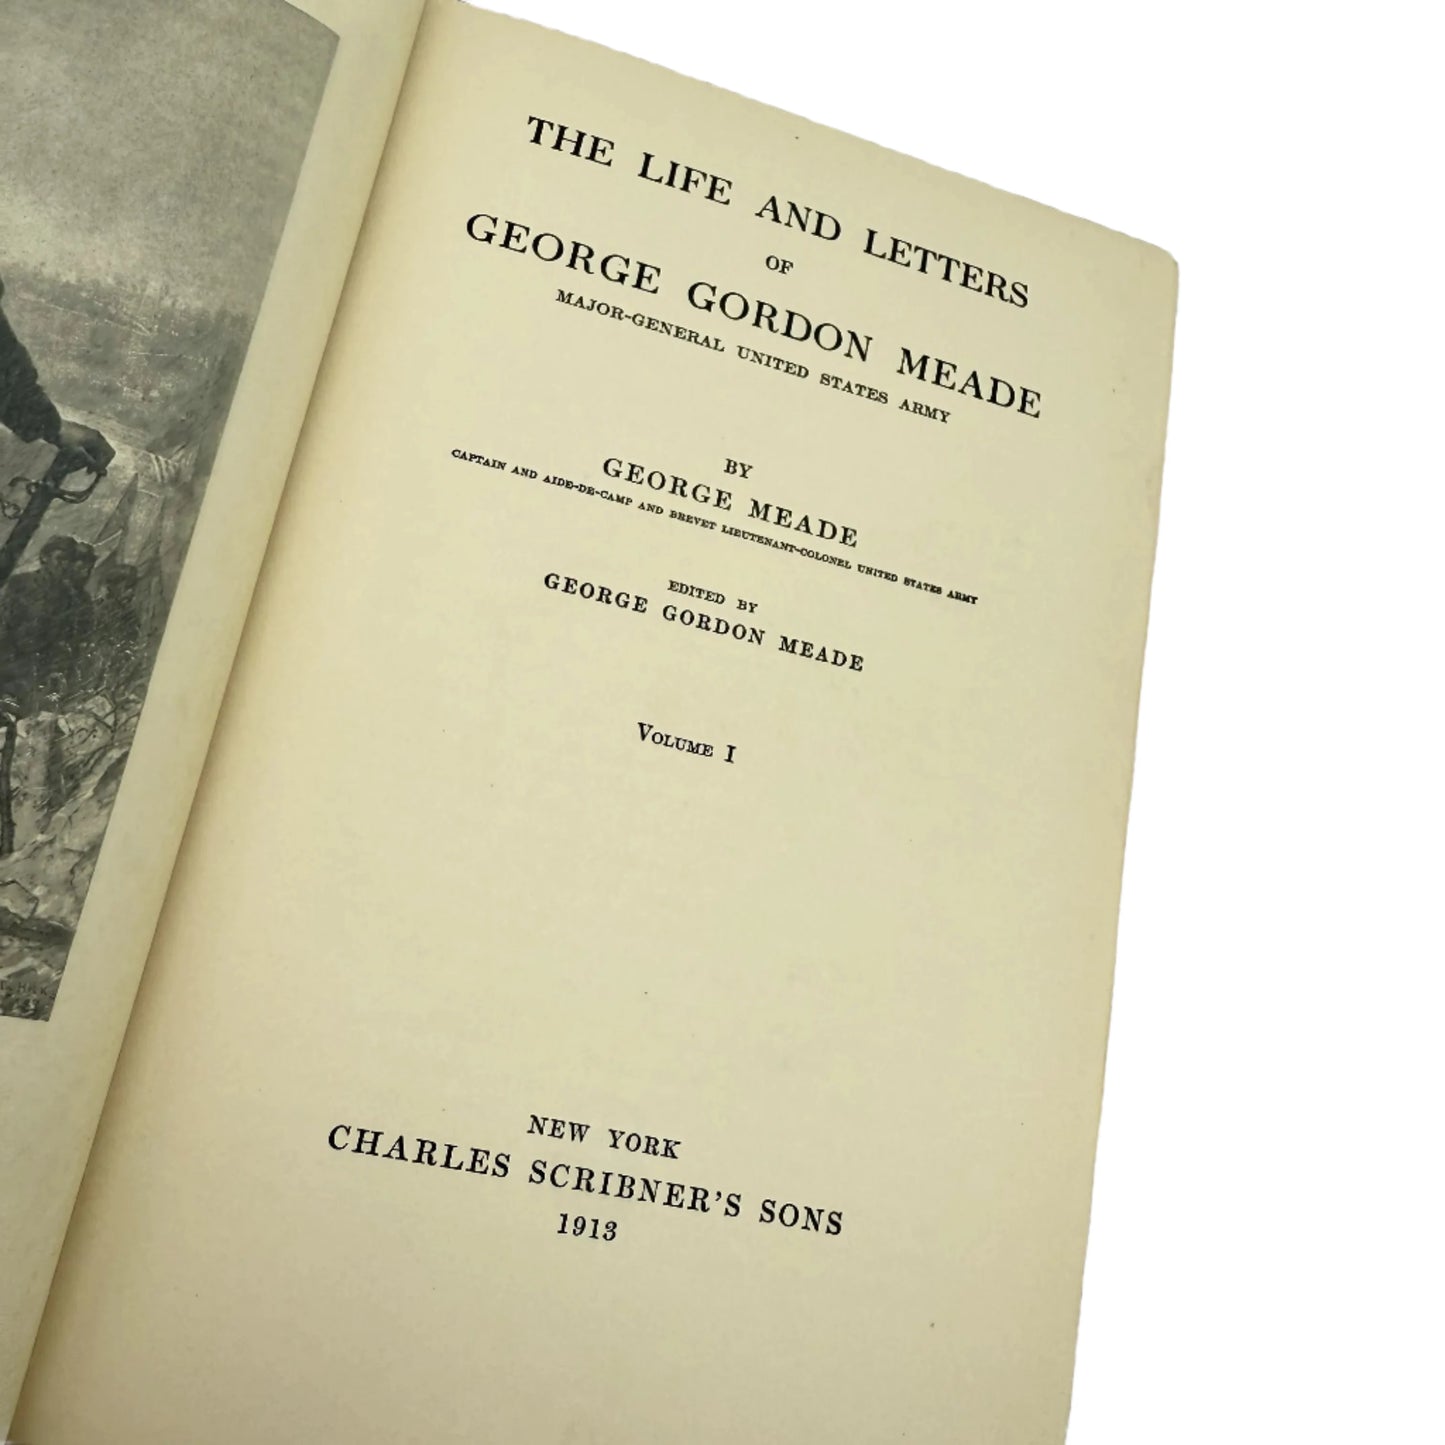 THE LIFE AND LETTERS
OF
GEORGE GORDON MEADE
MAJOR-GENERAL UNITED STATES ARMY
BY
GEORGE MEADE
CAPTAIN AND AIDE-DE-CAMP AND BREVET LIEUTENANT-COLONEL UNITED STATES ARMY
EDITED BY
GEORGE GORDON MEADE
VOLUME I
NEW YORK
CHARLES SCRIBNER'S SONS
1913